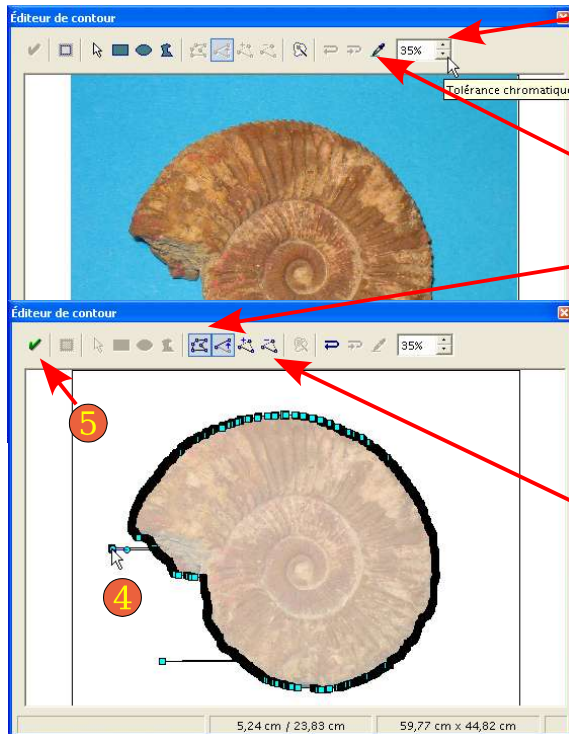 Éditeur de contour
35%
Tolérance chromatique
Éditeur de contour
35%
5
4
5,24 cm / 23,83 cm
59,77 cm x 44,82 cm